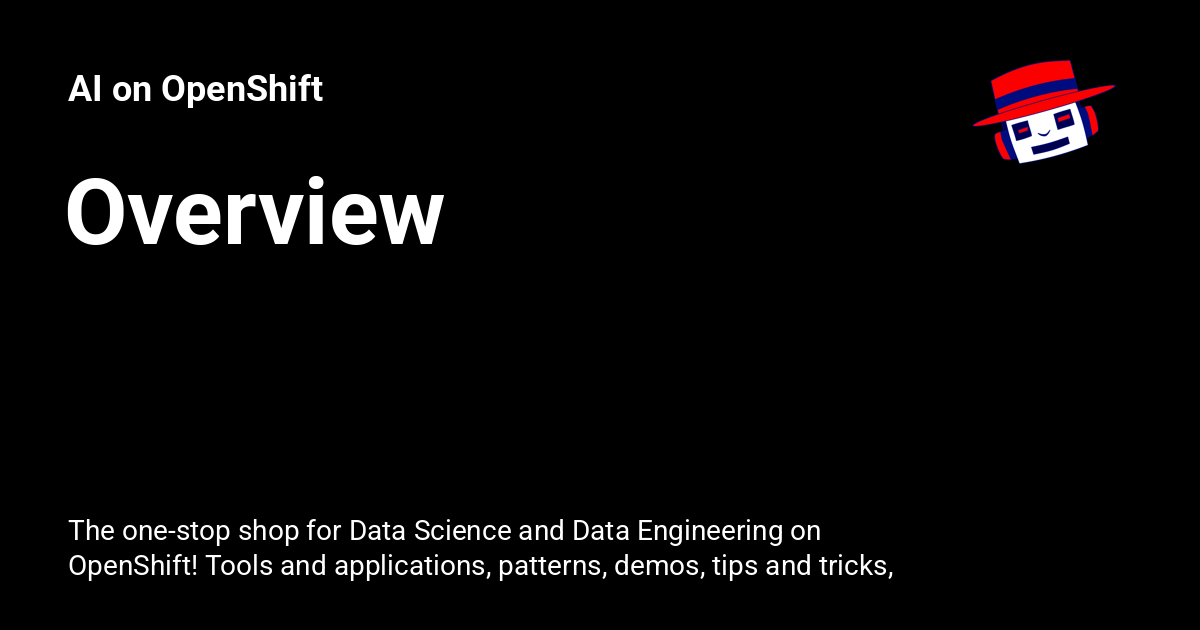 AI on OpenShift
Overview
The one-stop shop for Data Science and Data Engineering on
OpenShift! Tools and applications, patterns, demos, tips and tricks,